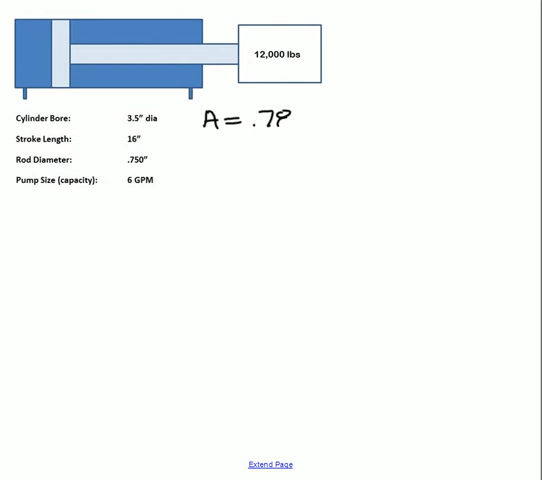 12,000 lbs
Cylinder Bore: 3.5" dia
A = .78
Stroke Length: 16"
Rod Diameter: .750"
Pump Size (capacity): 6 GPM
Extend Page